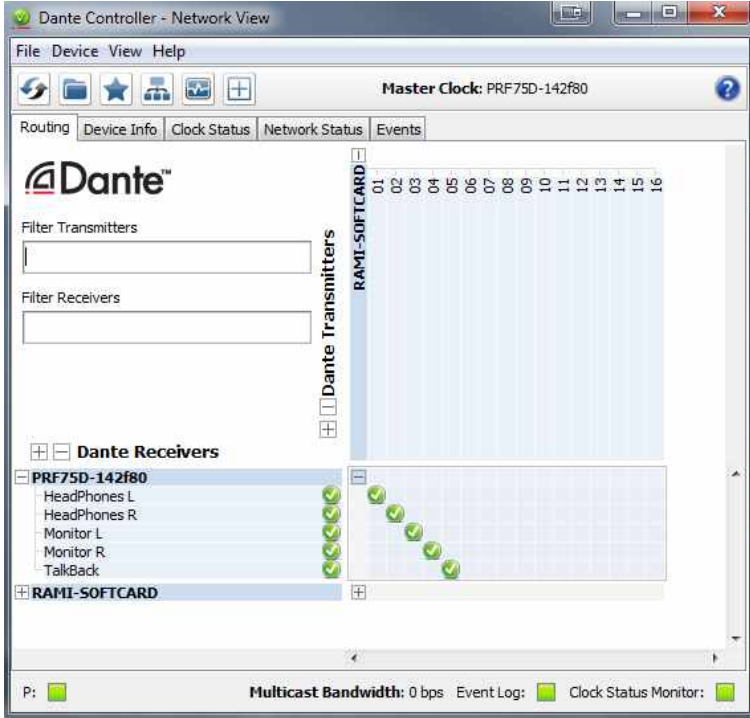 Dante Controller - Network View
File Device View Help
Master Clock: PRF75D-142f80
Routing Device Info Clock Status Network Status Events
Dante™
Filter Transmitters
Filter Receivers
Dante Transmitters
RAMI-SOFTCARD
01 02 03 04 05 06 07 08 09 10 11 12 13 14 15 16
Dante Receivers
PRF75D-142f80
HeadPhones L
HeadPhones R
Monitor L
Monitor R
TalkBack
RAMI-SOFTCARD
P: Multicast Bandwidth: 0 bps Event Log: Clock Status Monitor: